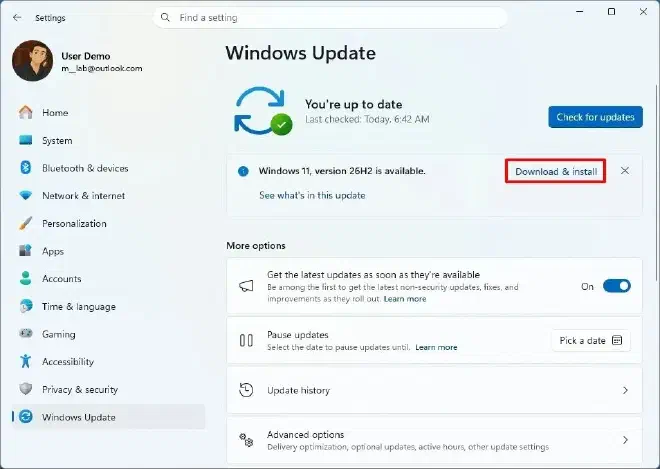 Settings
Find a setting
User Demo
m_lab@outlook.com
Home
System
Bluetooth & devices
Network & internet
Personalization
Apps
Accounts
Time & language
Gaming
Accessibility
Privacy & security
Windows Update
Windows Update
You're up to date
Last checked: Today, 6:42 AM
Check for updates
Windows 11, version 26H2 is available.
Download & install
See what's in this update
More options
Get the latest updates as soon as they're available
Be among the first to get the latest non-security updates, fixes, and
improvements as they roll out. Learn more
On
Pause updates
Select the date to pause updates until. Learn more
Pick a date
Update history
Advanced options
Delivery optimization, optional updates, active hours, other update settings